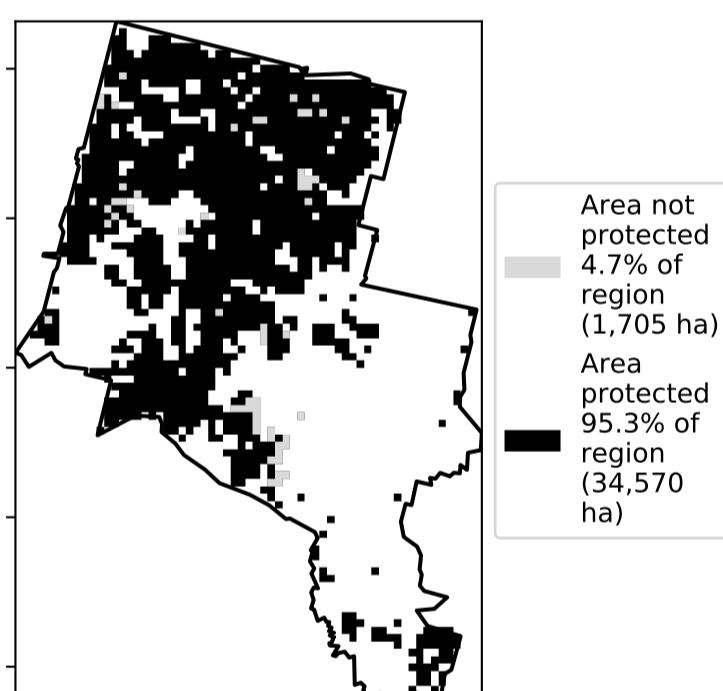 Area not
protected
4.7% of
region
(1,705 ha)
Area
protected
95.3% of
region
(34,570
ha)